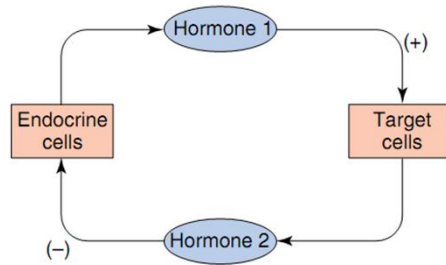 Hormone 1
(+)
Endocrine
cells
Target
cells
Hormone 2
(–)